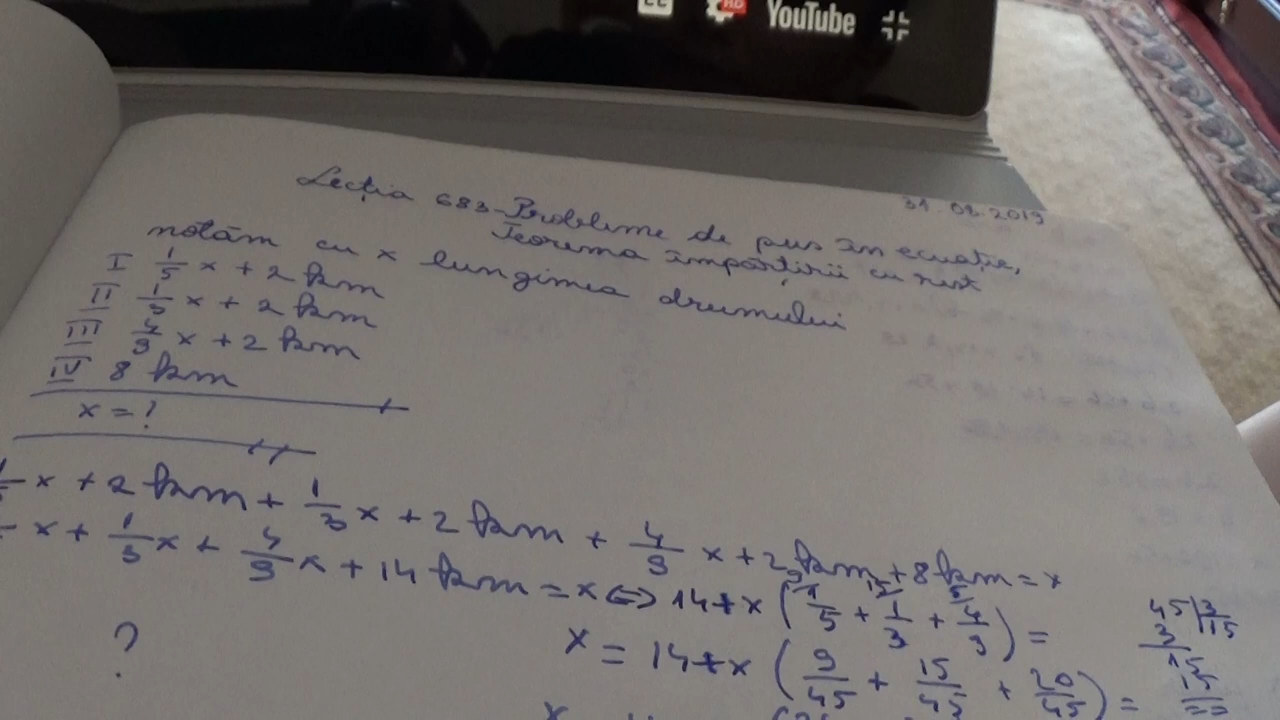 HD YouTube
31.08.2019
Lecția 683-Probleme de pus în ecuație,
Teorema împărțirii cu rest
notăm cu x lungimea drumului
I 1/5 x + 2 km
II 1/3 x + 2 km
III 4/9 x + 2 km
IV 8 km
x = ?
x + 2 km + 1/3 x + 2 km + 4/9 x + 2 km + 8 km = x
x + 1/3 x + 4/9 x + 14 km = x <=> 14 + x (1/5 + 1/3 + 4/9) =
x = 14 + x (9/45 + 15/45 + 20/45) =
?
45 | 3
3 15
15
15
==
x